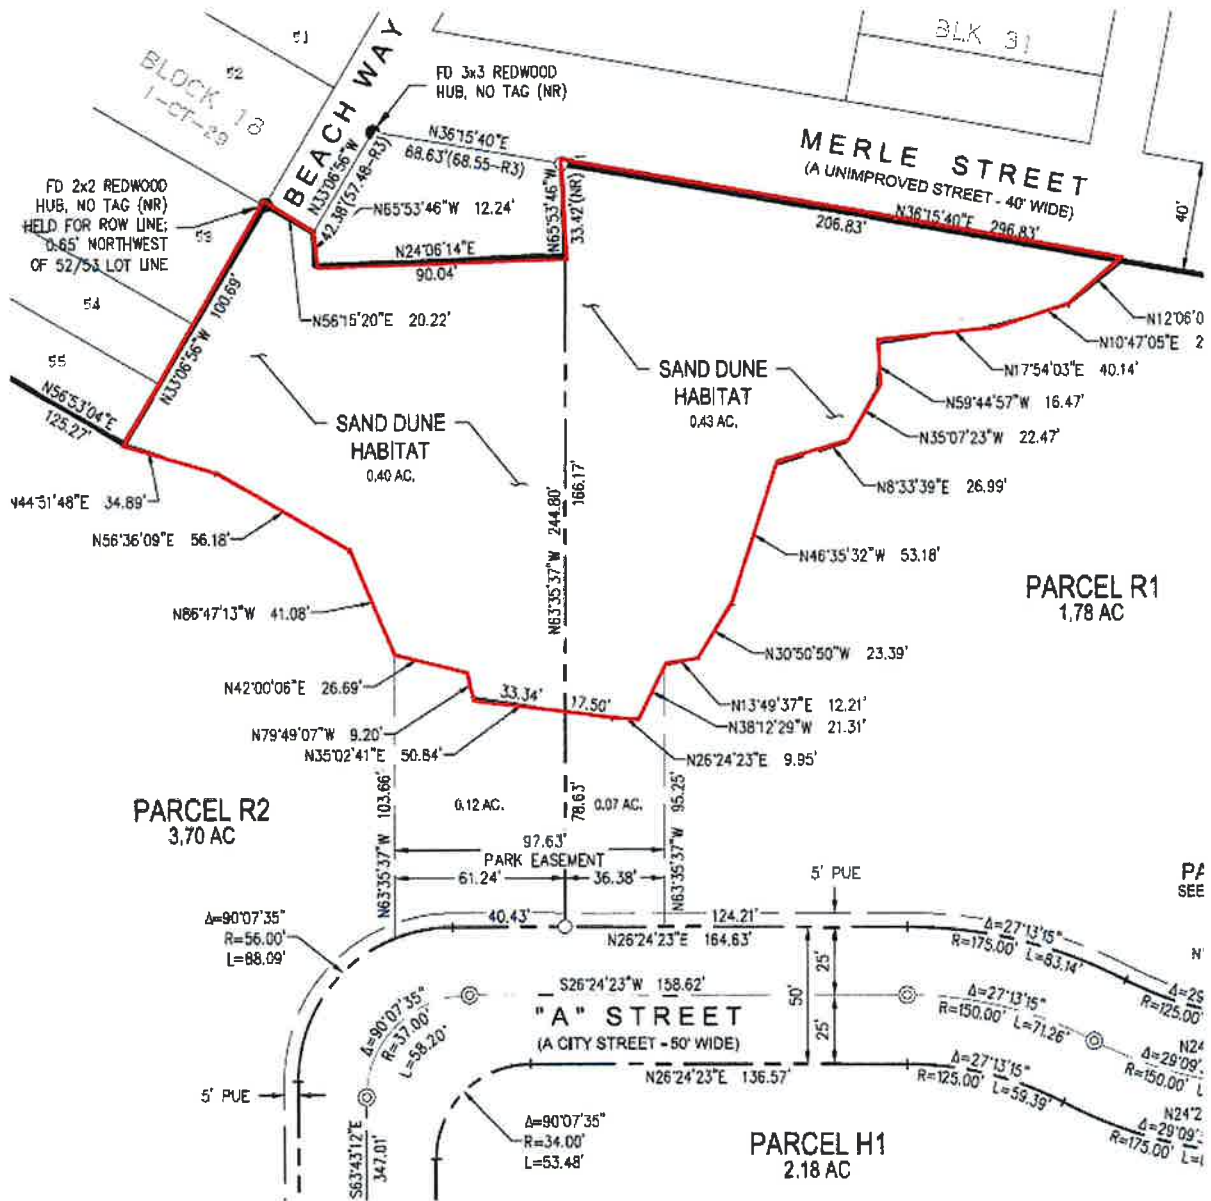 51
52
BLOCK 18
1-CT-29
BEACH WAY
FD 3x3 REDWOOD
HUB, NO TAG (NR)
BLK 31
MERLE STREET
(A UNIMPROVED STREET - 40' WIDE)
40'
N36°15'40"E
68.63'(68.55-R3)
N33°06'56"W
42.38'(57.48-R3)
N65°53'46"W
33.42'(NR)
N36°15'40"E 296.83'
206.83'
FD 2x2 REDWOOD
HUB, NO TAG (NR)
HELD FOR ROW LINE;
0.65' NORTHWEST
OF 52/53 LOT LINE
53
54
55
N65°53'46"W 12.24'
N24°06'14"E
90.04'
N56°15'20"E 20.22'
N33°06'56"W 100.69'
N56°53'04"E
125.27'
N12°06'0
N10°47'05"E 2
N17°54'03"E 40.14'
N59°44'57"W 16.47'
N35°07'23"W 22.47'
N8°33'39"E 26.99'
SAND DUNE
HABITAT
0.43 AC.
SAND DUNE
HABITAT
0.40 AC.
N44°51'48"E 34.89'
N56°36'09"E 56.18'
N86°47'13"W 41.08'
N42°00'06"E 26.69'
N79°49'07"W 9.20'
N35°02'41"E 50.84'
N63°35'37"W 244.80'
166.17'
N46°35'32"W 53.18'
PARCEL R1
1.78 AC
N30°50'50"W 23.39'
N13°49'37"E 12.21'
N38°12'29"W 21.31'
N26°24'23"E 9.95'
33.34'
17.50'
PARCEL R2
3.70 AC
N63°35'37"W 103.66'
0.12 AC.
78.63'
0.07 AC.
N63°35'37"W 95.25'
97.63'
PARK EASEMENT
61.24'
36.38'
5' PUE
SEE
Δ=90°07'35"
R=56.00'
L=88.09'
40.43'
124.21'
N26°24'23"E 164.63'
Δ=27°13'15"
R=175.00' L=83.14'
25'
50'
25'
S26°24'23"W 158.62'
"A" STREET
(A CITY STREET - 50' WIDE)
Δ=90°07'35"
R=37.00'
L=58.20'
Δ=27°13'15"
R=150.00' L=71.26'
Δ=29
R=125.00'
N24
Δ=29°09'
R=150.00' L
N26°24'23"E 136.57'
Δ=27°13'15"
R=125.00' L=59.39'
N24°2
Δ=29°09'
R=175.00'
5' PUE
S63°43'12"E
347.01'
Δ=90°07'35"
R=34.00'
L=53.48'
PARCEL H1
2.18 AC